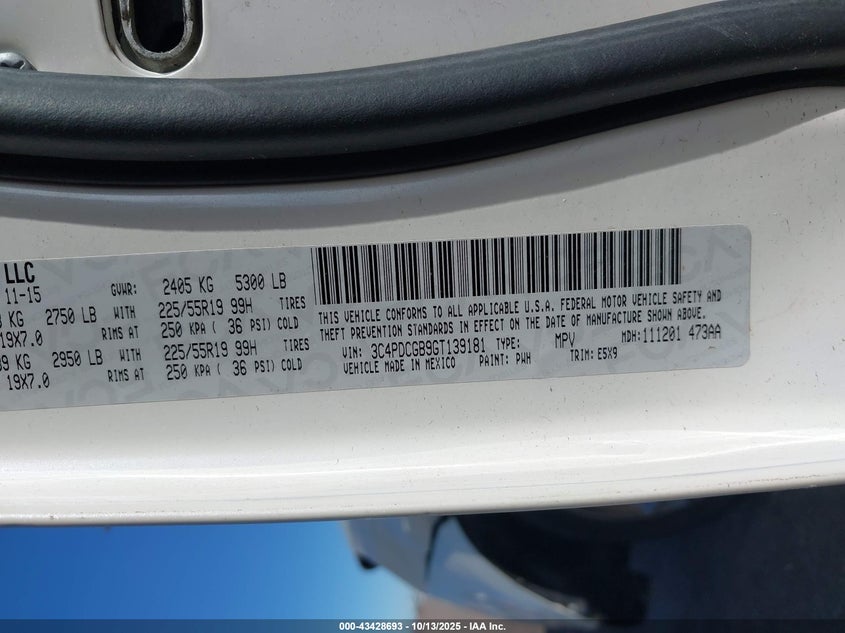 LLC
11-15
GVWR: 2405 KG 5300 LB
KG 2750 LB WITH 225/55R19 99H TIRES
19X7.0 RIMS AT 250 KPA ( 36 PSI) COLD
KG 2950 LB WITH 225/55R19 99H TIRES
19X7.0 RIMS AT 250 KPA ( 36 PSI) COLD
THIS VEHICLE CONFORMS TO ALL APPLICABLE U.S.A. FEDERAL MOTOR VEHICLE SAFETY AND
THEFT PREVENTION STANDARDS IN EFFECT ON THE DATE OF MANUFACTURE SHOWN ABOVE.
VIN: 3C4PDCGB9GT139181 TYPE: MPV MDH:111201 473AA
VEHICLE MADE IN MEXICO PAINT: PWH TRIM: E5X9
000-43428693 | 10/13/2025 - IAA Inc.